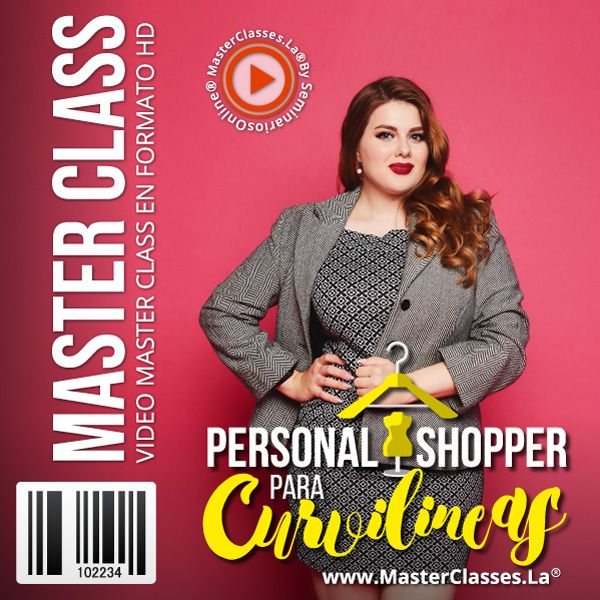 MASTER CLASS
VIDEO MASTER CLASS EN FORMATO HD
MasterClasses.La® By SeminariosOnline®
PERSONAL SHOPPER
PARA
Curvilineas
102234
www.MasterClasses.La®